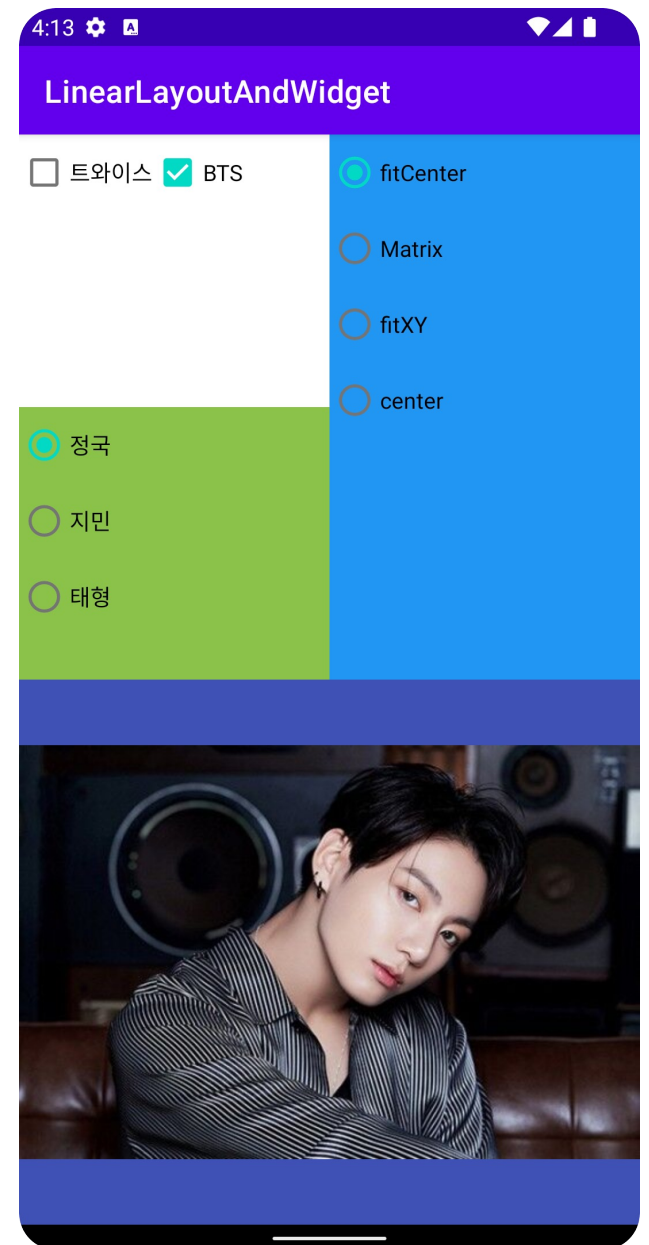 4:13
LinearLayoutAndWidget
트와이스 BTS
정국
지민
태형
fitCenter
Matrix
fitXY
center